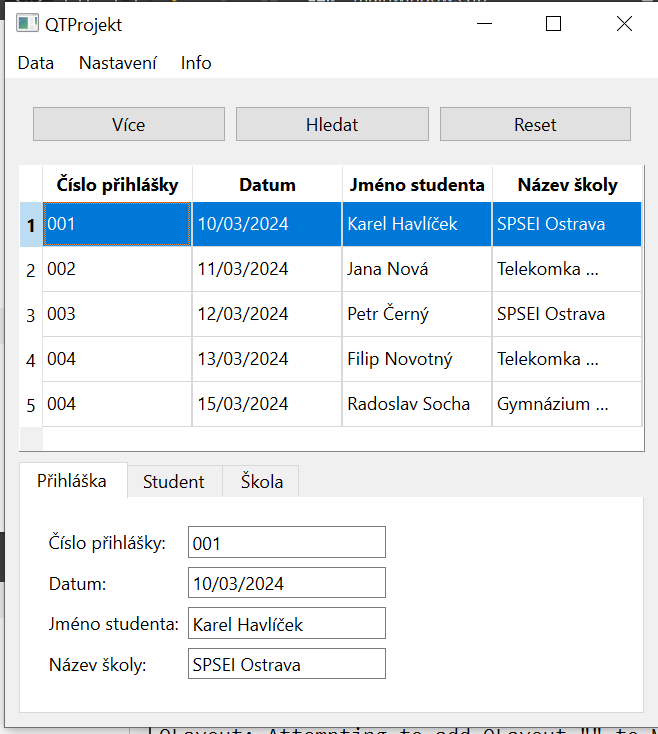 QTProjekt
Data Nastavení Info
Více Hledat Reset
Číslo přihlášky Datum Jméno studenta Název školy
1 001 10/03/2024 Karel Havlíček SPSEI Ostrava
2 002 11/03/2024 Jana Nová Telekomka ...
3 003 12/03/2024 Petr Černý SPSEI Ostrava
4 004 13/03/2024 Filip Novotný Telekomka ...
5 004 15/03/2024 Radoslav Socha Gymnázium ...
Přihláška Student Škola
Číslo přihlášky: 001
Datum: 10/03/2024
Jméno studenta: Karel Havlíček
Název školy: SPSEI Ostrava
QLayout: Attempting to add QLayout "" to